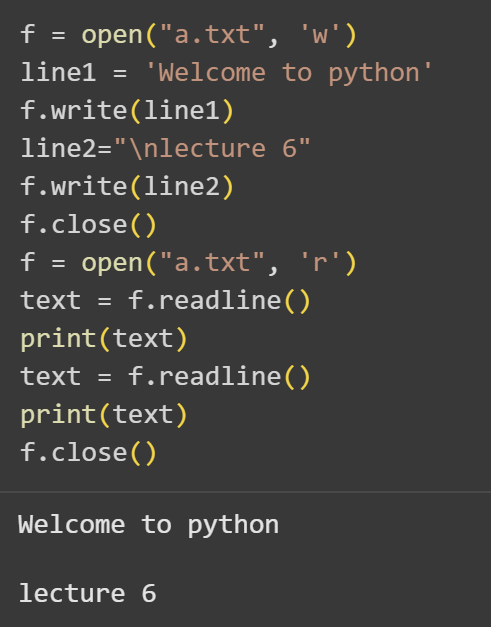 f = open("a.txt", 'w')
line1 = 'Welcome to python'
f.write(line1)
line2="\nlecture 6"
f.write(line2)
f.close()
f = open("a.txt", 'r')
text = f.readline()
print(text)
text = f.readline()
print(text)
f.close()
Welcome to python
lecture 6